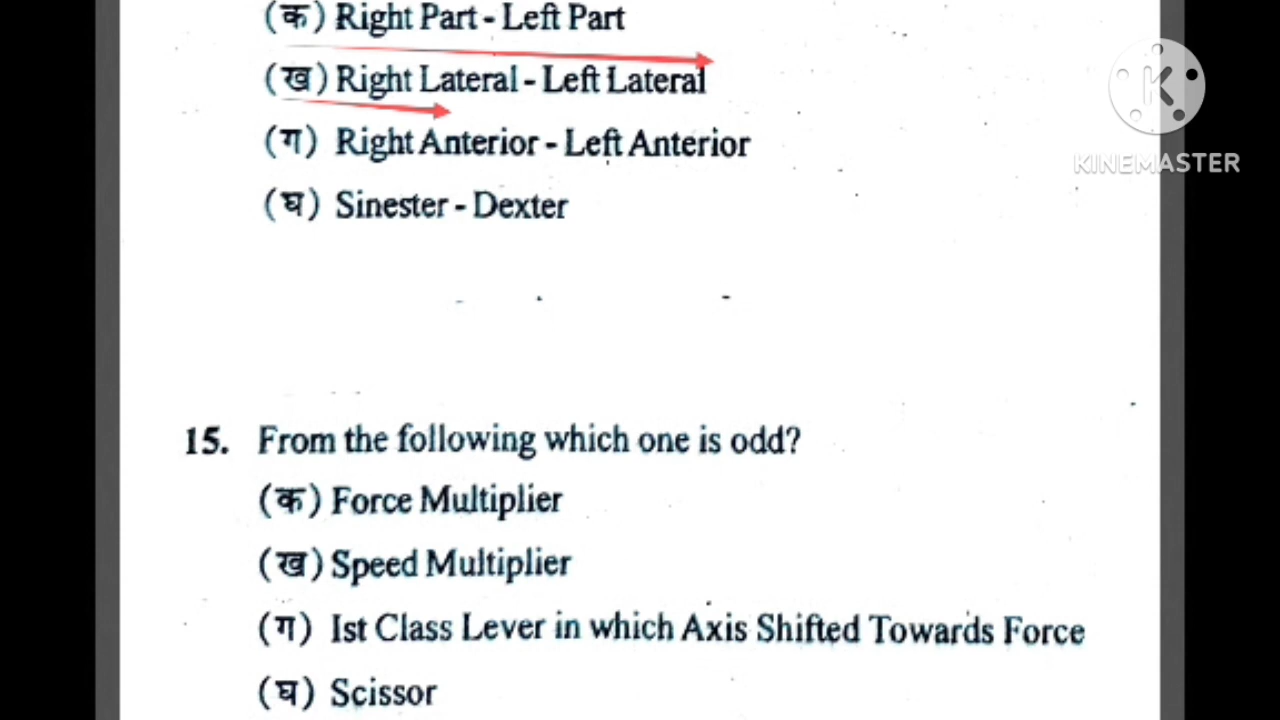 (क) Right Part - Left Part
(ख) Right Lateral - Left Lateral
(ग) Right Anterior - Left Anterior
(घ) Sinester - Dexter
KINEMASTER
15. From the following which one is odd?
(क) Force Multiplier
(ख) Speed Multiplier
(ग) Ist Class Lever in which Axis Shifted Towards Force
(घ) Scissor